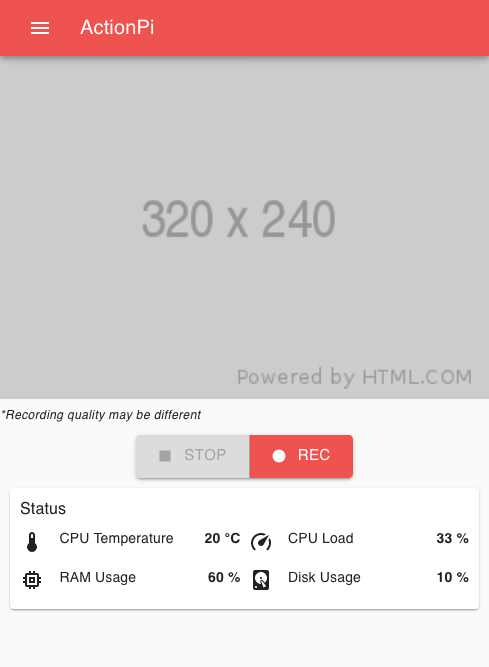 ActionPi
320 x 240
Powered by HTML.COM
*Recording quality may be different
STOP REC
Status
CPU Temperature 20 °C CPU Load 33 %
RAM Usage 60 % Disk Usage 10 %